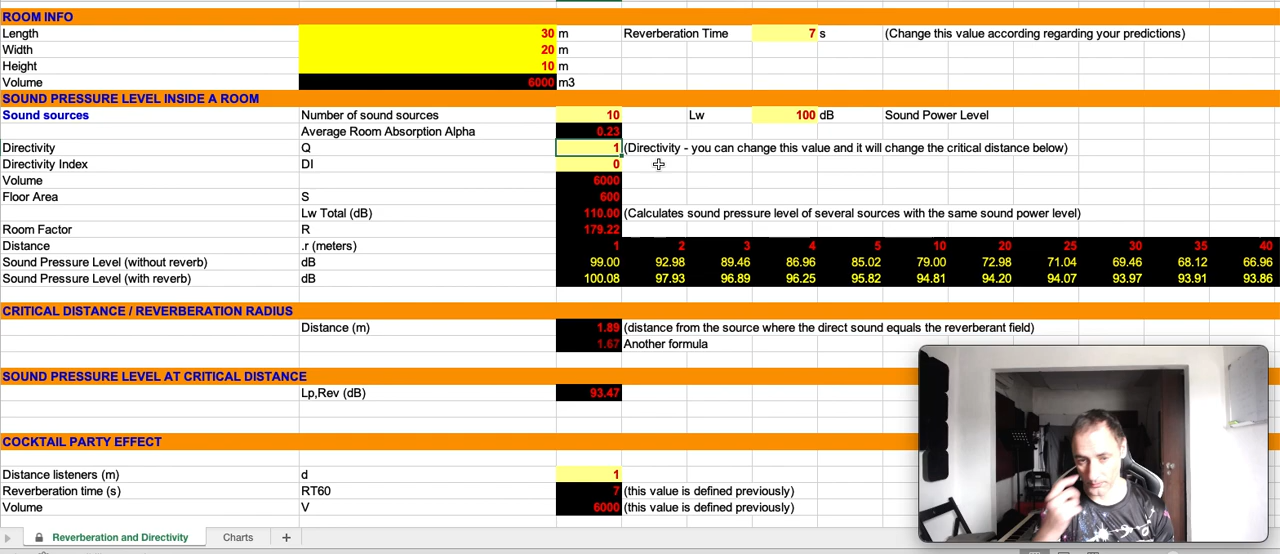 ROOM INFO
Length 30 m Reverberation Time 7 s (Change this value according regarding your predictions)
Width 20 m
Height 10 m
Volume 6000 m3
SOUND PRESSURE LEVEL INSIDE A ROOM
Sound sources Number of sound sources 10 Lw 100 dB Sound Power Level
Average Room Absorption Alpha 0.23
Directivity Q 1 (Directivity - you can change this value and it will change the critical distance below)
Directivity Index DI 0
Volume 6000
Floor Area S 600
Lw Total (dB) 110.00 (Calculates sound pressure level of several sources with the same sound power level)
Room Factor R 179.22
Distance .r (meters) 1 2 3 4 5 10 20 25 30 35 40
Sound Pressure Level (without reverb) dB 99.00 92.98 89.46 86.96 85.02 79.00 72.98 71.04 69.46 68.12 66.96
Sound Pressure Level (with reverb) dB 100.08 97.93 96.89 96.25 95.82 94.81 94.20 94.07 93.97 93.91 93.86
CRITICAL DISTANCE / REVERBERATION RADIUS
Distance (m) 1.89 (distance from the source where the direct sound equals the reverberant field)
1.67 Another formula
SOUND PRESSURE LEVEL AT CRITICAL DISTANCE
Lp,Rev (dB) 93.47
COCKTAIL PARTY EFFECT
Distance listeners (m) d 1
Reverberation time (s) RT60 7 (this value is defined previously)
Volume V 6000 (this value is defined previously)
Reverberation and Directivity Charts +